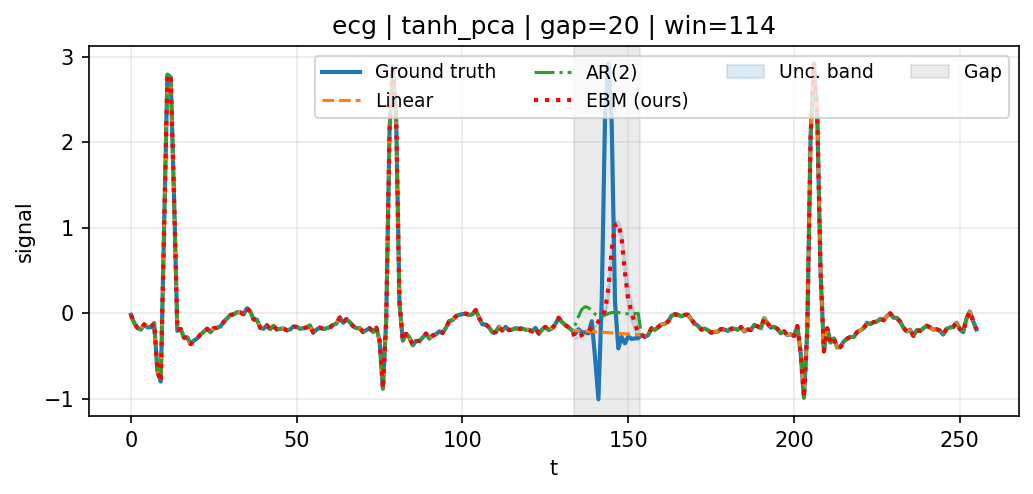 ecg | tanh_pca | gap=20 | win=114
Ground truth
Linear
AR(2)
EBM (ours)
Unc. band
Gap
signal
3
2
1
0
−1
0 50 100 150 200 250
t